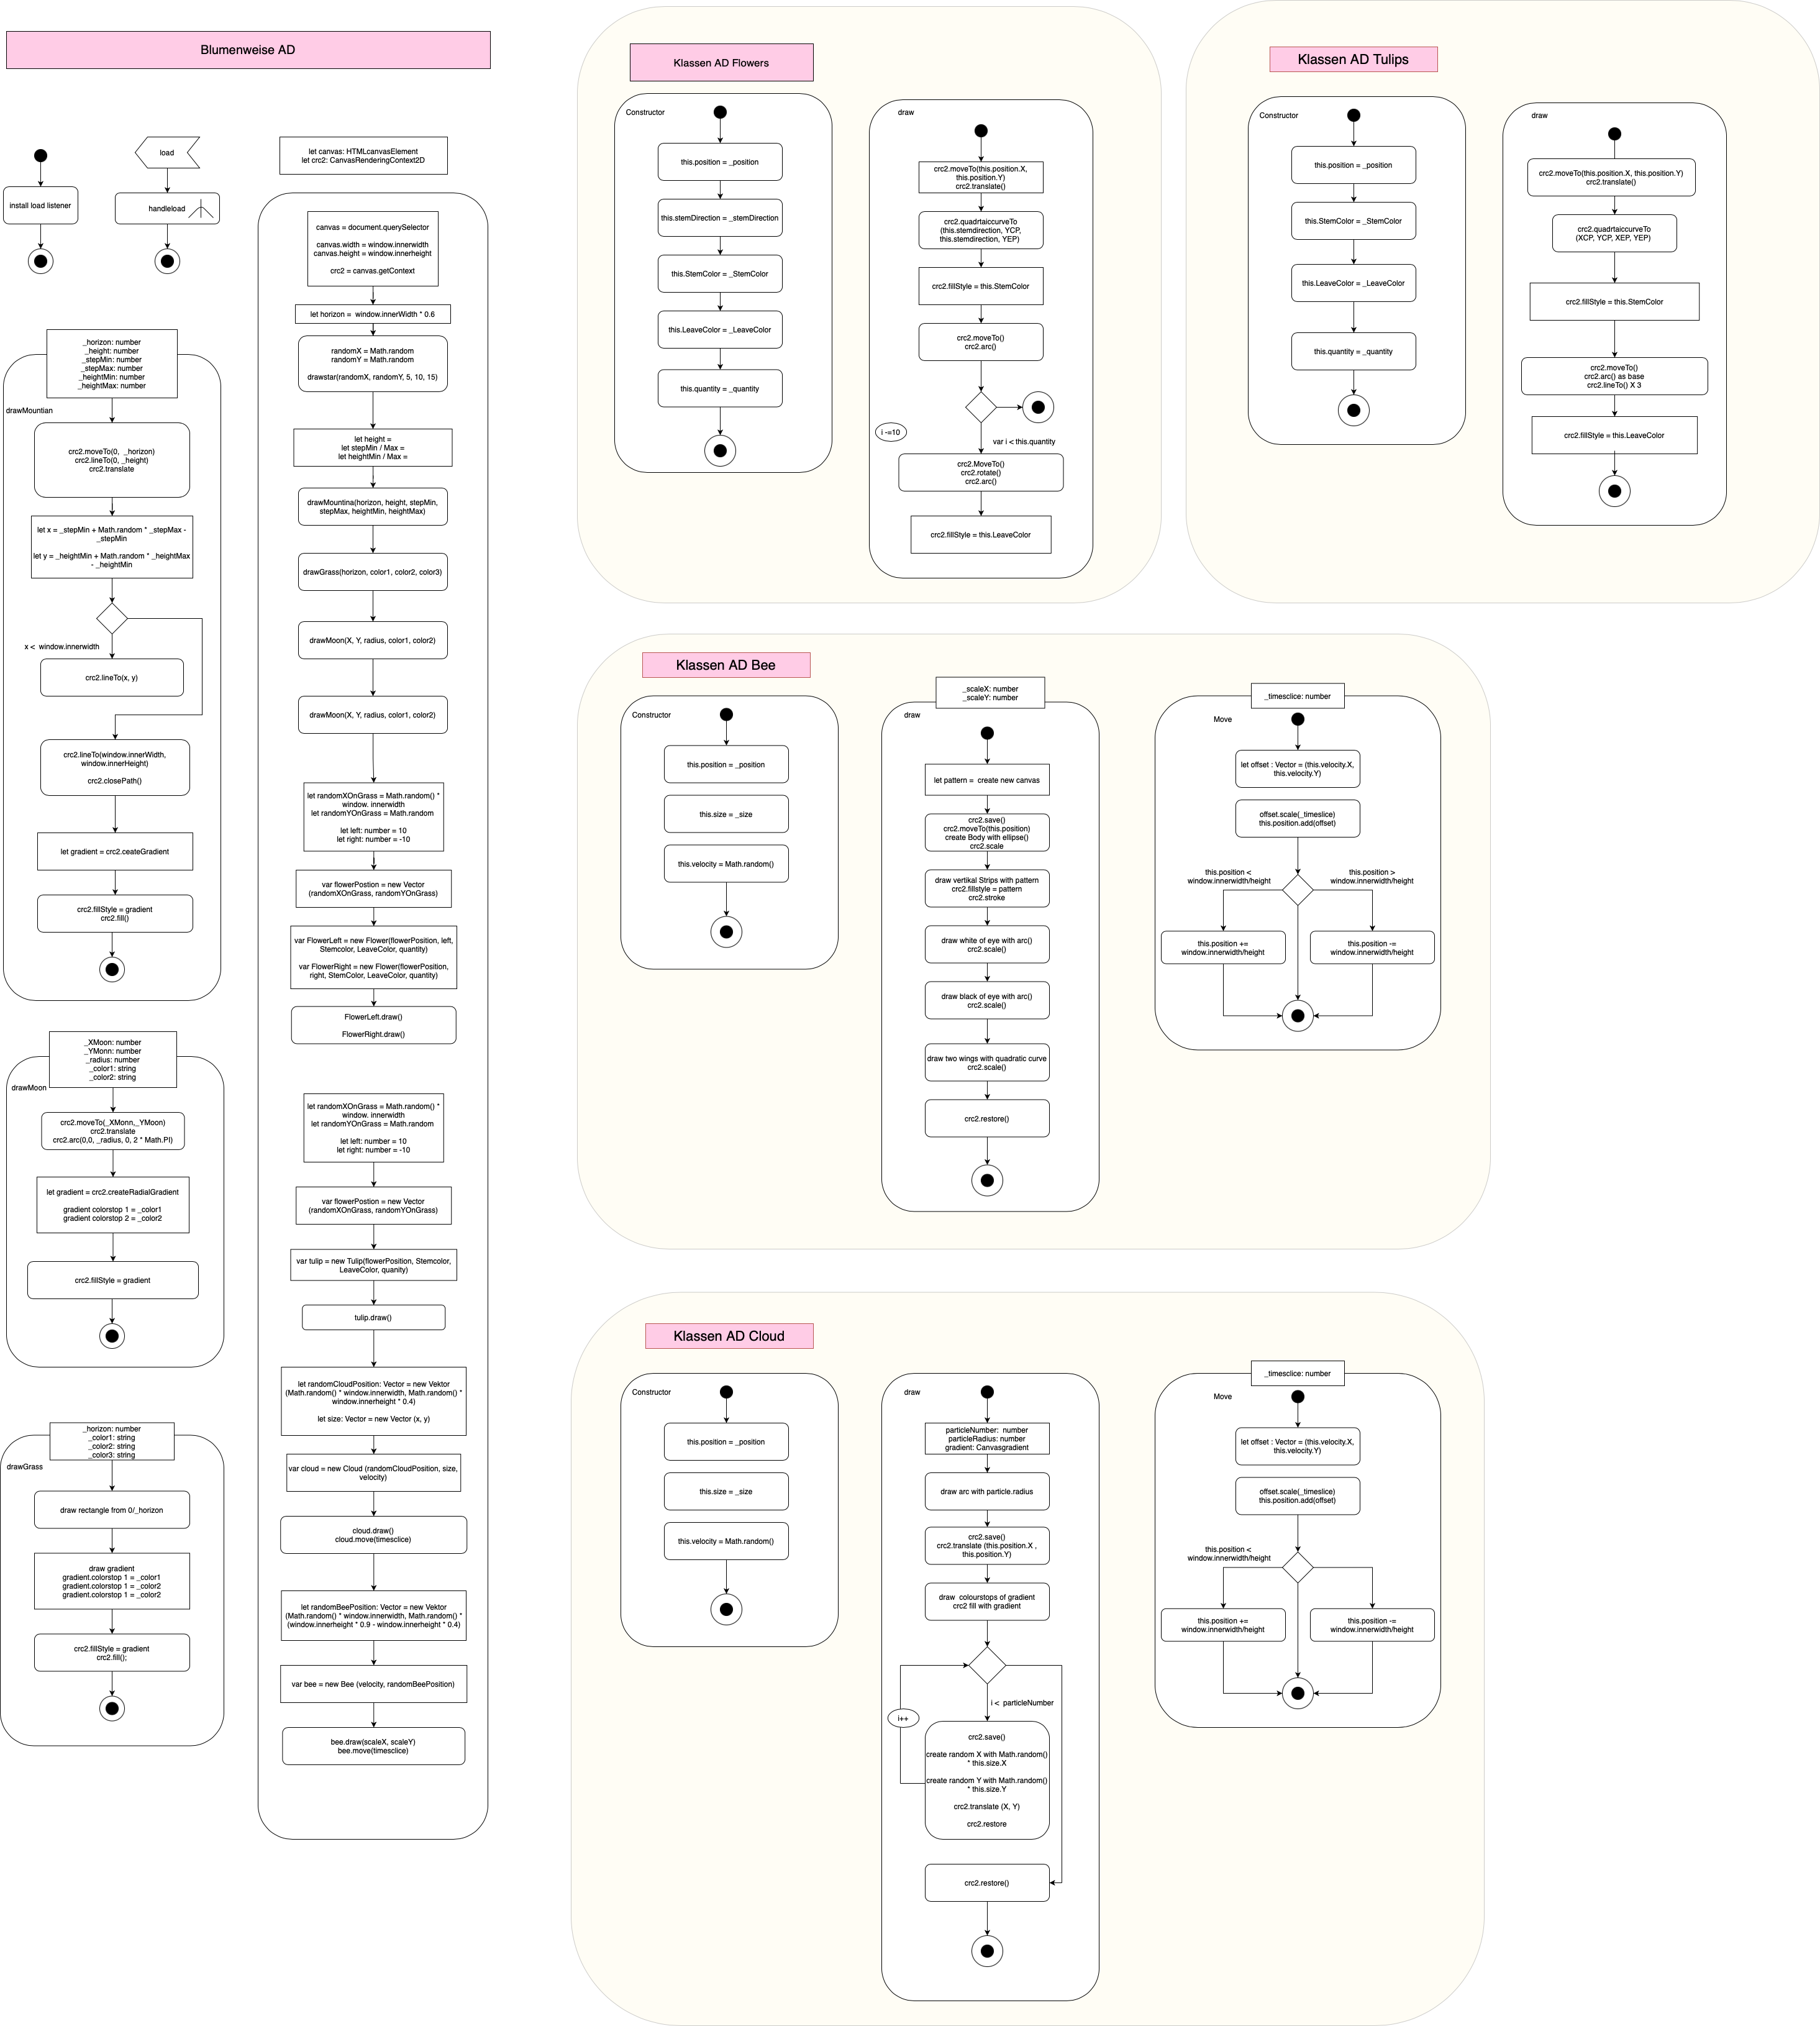 Blumenweise AD
install load listener
load
handleload
let canvas: HTMLcanvasElement
let crc2: CanvasRenderingContext2D
_horizon: number
_height: number
_stepMin: number
_stepMax: number
_heightMin: number
_heightMax: number
drawMountian
crc2.moveTo(0, _horizon)
crc2.lineTo(0, _height)
crc2.translate
let x = _stepMin + Math.random * _stepMax -
_stepMin
let y = _heightMin + Math.random * _heightMax
- _heightMin
x < window.innerwidth
crc2.lineTo(x, y)
crc2.lineTo(window.innerWidth,
window.innerHeight)
crc2.closePath()
let gradient = crc2.ceateGradient
crc2.fillStyle = gradient
crc2.fill()
_XMoon: number
_YMonn: number
_radius: number
_color1: string
_color2: string
drawMoon
crc2.moveTo(_XMonn,_YMoon)
crc2.translate
crc2.arc(0,0, _radius, 0, 2 * Math.PI)
let gradient = crc2.createRadialGradient
gradient colorstop 1 = _color1
gradient colorstop 2 = _color2
crc2.fillStyle = gradient
_horizon: number
_color1: string
_color2: string
_color3: string
drawGrass
draw rectangle from 0/_horizon
draw gradient
gradient.colorstop 1 = _color1
gradient.colorstop 1 = _color2
gradient.colorstop 1 = _color2
crc2.fillStyle = gradient
crc2.fill();
canvas = document.querySelector
canvas.width = window.innerwidth
canvas.height = window.innerheight
crc2 = canvas.getContext
let horizon = window.innerWidth * 0.6
randomX = Math.random
randomY = Math.random
drawstar(randomX, randomY, 5, 10, 15)
let height =
let stepMin / Max =
let heightMin / Max =
drawMountina(horizon, height, stepMin,
stepMax, heightMin, heightMax)
drawGrass(horizon, color1, color2, color3)
drawMoon(X, Y, radius, color1, color2)
drawMoon(X, Y, radius, color1, color2)
let randomXOnGrass = Math.random() *
window. innerwidth
let randomYOnGrass = Math.random
let left: number = 10
let right: number = -10
var flowerPostion = new Vector
(randomXOnGrass, randomYOnGrass)
var FlowerLeft = new Flower(flowerPosition, left,
Stemcolor, LeaveColor, quantity)
var FlowerRight = new Flower(flowerPosition,
right, StemColor, LeaveColor, quantity)
FlowerLeft.draw()
FlowerRight.draw()
let randomXOnGrass = Math.random() *
window. innerwidth
let randomYOnGrass = Math.random
let left: number = 10
let right: number = -10
var flowerPostion = new Vector
(randomXOnGrass, randomYOnGrass)
var tulip = new Tulip(flowerPosition, Stemcolor,
LeaveColor, quanity)
tulip.draw()
let randomCloudPosition: Vector = new Vektor
(Math.random() * window.innerwidth, Math.random() *
window.innerheight * 0.4)
let size: Vector = new Vector (x, y)
var cloud = new Cloud (randomCloudPosition, size,
velocity)
cloud.draw()
cloud.move(timesclice)
let randomBeePosition: Vector = new Vektor
(Math.random() * window.innerwidth, Math.random() *
(window.innerheight * 0.9 - window.innerheight * 0.4)
var bee = new Bee (velocity, randomBeePosition)
bee.draw(scaleX, scaleY)
bee.move(timesclice)
Klassen AD Flowers
Constructor
this.position = _position
this.stemDirection = _stemDirection
this.StemColor = _StemColor
this.LeaveColor = _LeaveColor
this.quantity = _quantity
draw
crc2.moveTo(this.position.X,
this.position.Y)
crc2.translate()
crc2.quadrtaiccurveTo
(this.stemdirection, YCP,
this.stemdirection, YEP)
crc2.fillStyle = this.StemColor
crc2.moveTo()
crc2.arc()
i -=10
var i < this.quantity
crc2.MoveTo()
crc2.rotate()
crc2.arc()
crc2.fillStyle = this.LeaveColor
Klassen AD Tulips
Constructor
this.position = _position
this.StemColor = _StemColor
this.LeaveColor = _LeaveColor
this.quantity = _quantity
draw
crc2.moveTo(this.position.X, this.position.Y)
crc2.translate()
crc2.quadrtaiccurveTo
(XCP, YCP, XEP, YEP)
crc2.fillStyle = this.StemColor
crc2.moveTo()
crc2.arc() as base
crc2.lineTo() X 3
crc2.fillStyle = this.LeaveColor
Klassen AD Bee
Constructor
this.position = _position
this.size = _size
this.velocity = Math.random()
_scaleX: number
_scaleY: number
draw
let pattern = create new canvas
crc2.save()
crc2.moveTo(this.position)
create Body with ellipse()
crc2.scale
draw vertikal Strips with pattern
crc2.fillstyle = pattern
crc2.stroke
draw white of eye with arc()
crc2.scale()
draw black of eye with arc()
crc2.scale()
draw two wings with quadratic curve
crc2.scale()
crc2.restore()
_timesclice: number
Move
let offset : Vector = (this.velocity.X,
this.velocity.Y)
offset.scale(_timeslice)
this.position.add(offset)
this.position <
window.innerwidth/height
this.position >
window.innerwidth/height
this.position +=
window.innerwidth/height
this.position -=
window.innerwidth/height
Klassen AD Cloud
Constructor
this.position = _position
this.size = _size
this.velocity = Math.random()
draw
particleNumber: number
particleRadius: number
gradient: Canvasgradient
draw arc with particle.radius
crc2.save()
crc2.translate (this.position.X ,
this.position.Y)
draw colourstops of gradient
crc2 fill with gradient
i < particleNumber
i++
crc2.save()
create random X with Math.random()
* this.size.X
create random Y with Math.random()
* this.size.Y
crc2.translate (X, Y)
crc2.restore
crc2.restore()
_timesclice: number
Move
let offset : Vector = (this.velocity.X,
this.velocity.Y)
offset.scale(_timeslice)
this.position.add(offset)
this.position <
window.innerwidth/height
this.position +=
window.innerwidth/height
this.position -=
window.innerwidth/height